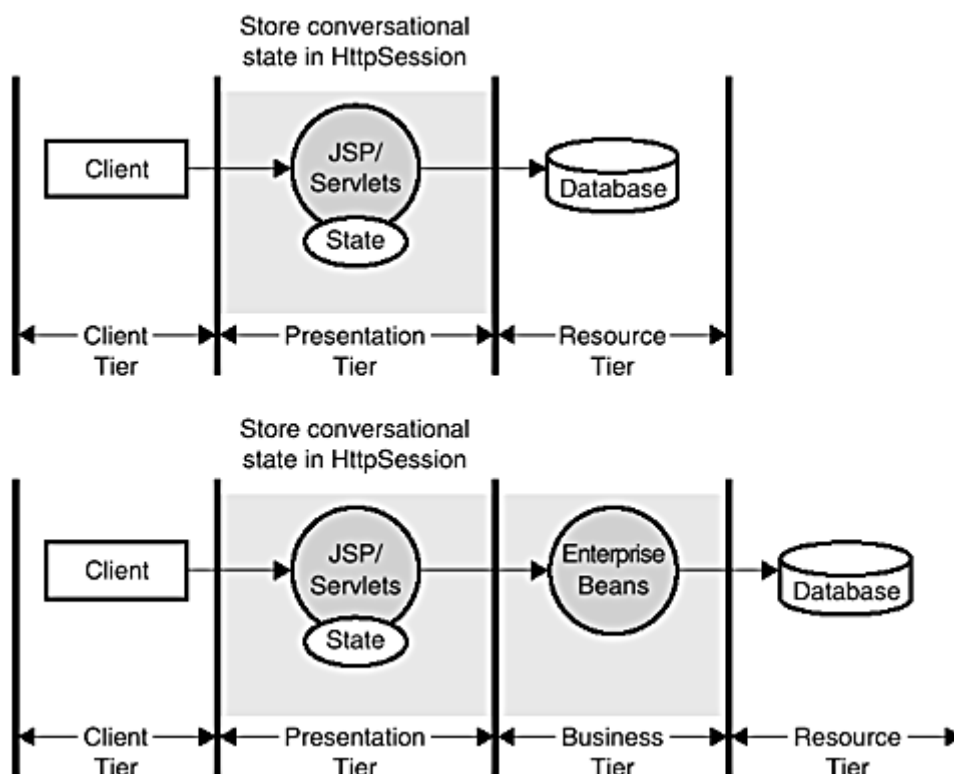 Store conversational
state in HttpSession
Client
JSP/
Servlets
State
Database
Client
Tier
Presentation
Tier
Resource
Tier
Store conversational
state in HttpSession
Client
JSP/
Servlets
State
Enterprise
Beans
Database
Client
Tier
Presentation
Tier
Business
Tier
Resource
Tier